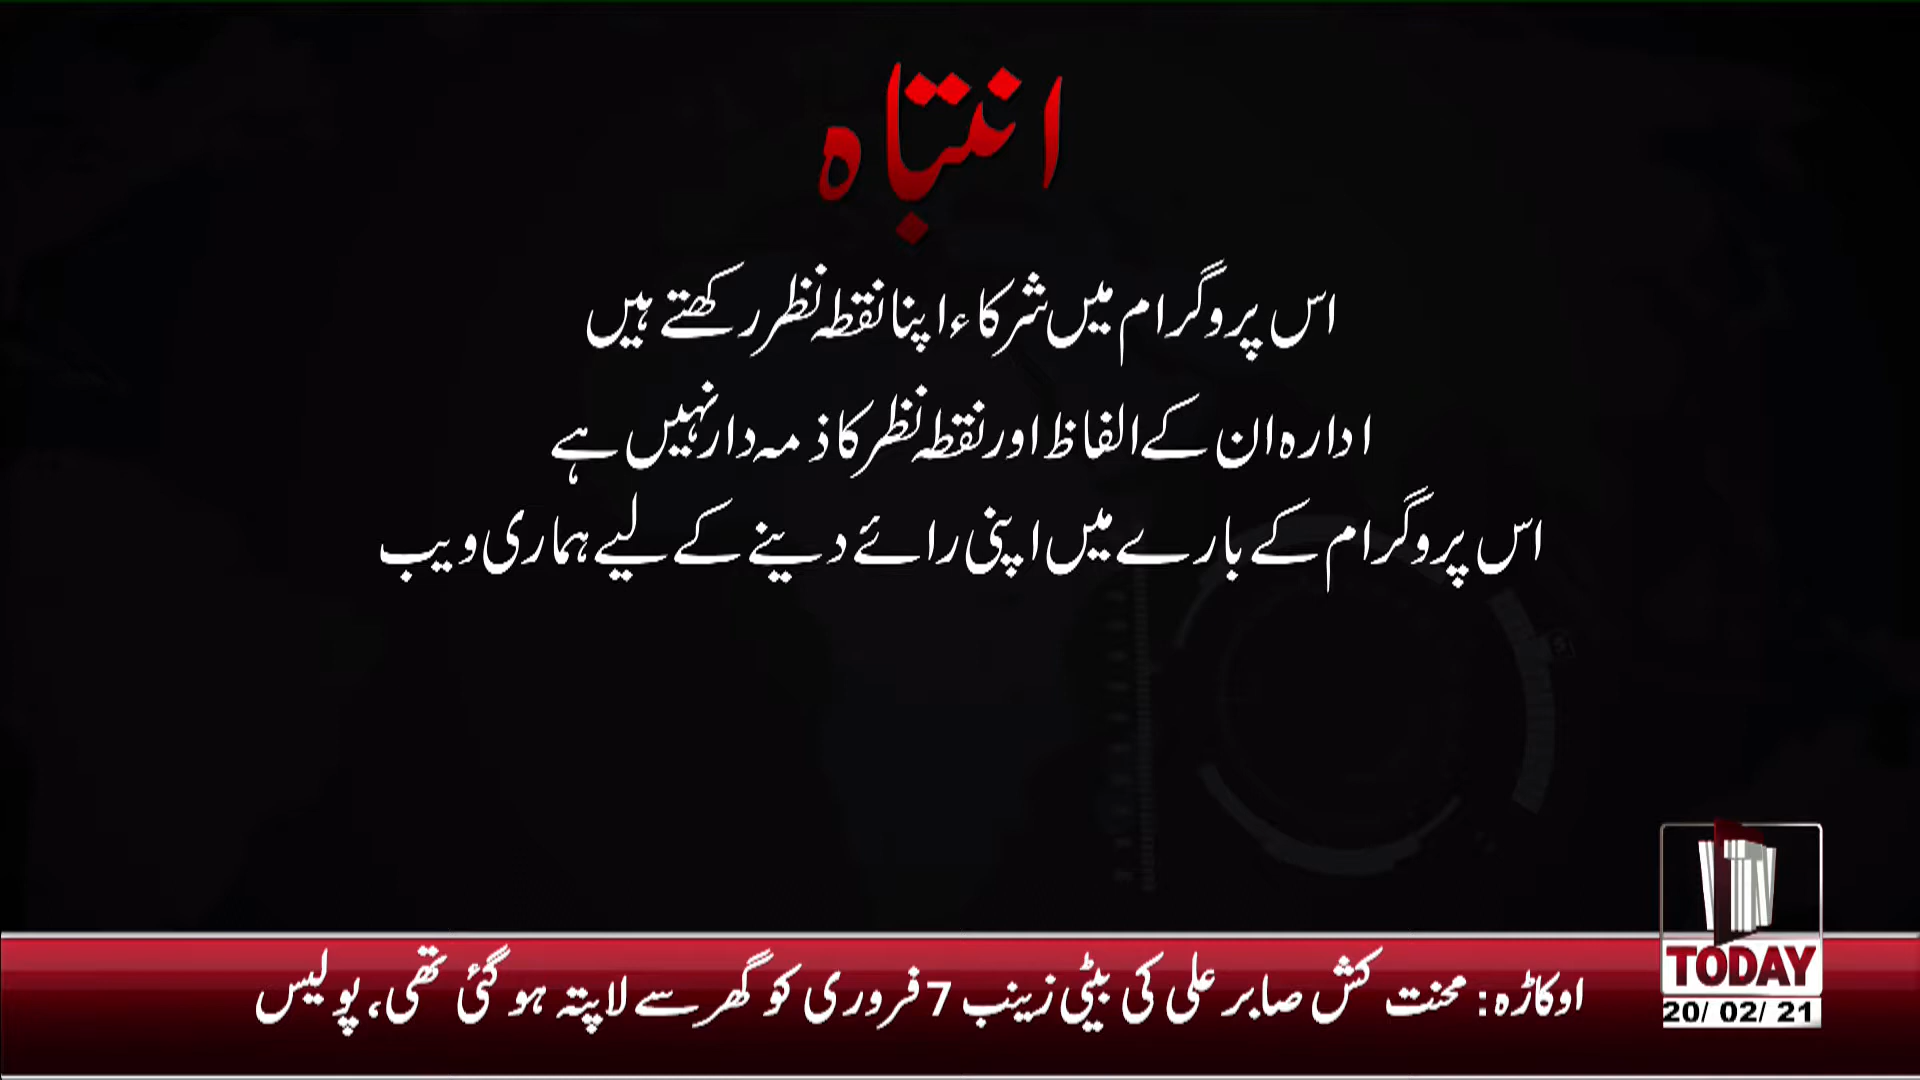 انتباہ
اس پروگرام میں شرکاء اپنا نقطہ نظر رکھتے ہیں
ادارہ ان کے الفاظ اور نقطہ نظر کا ذمہ دار نہیں ہے
اس پروگرام کے بارے میں اپنی رائے دینے کے لیے ہماری ویب
TODAY
20/ 02/ 21
اوکاڑہ: محنت کش صابر علی کی بیٹی زینب 7 فروری کو گھر سے لاپتہ ہو گئی تھی، پولیس